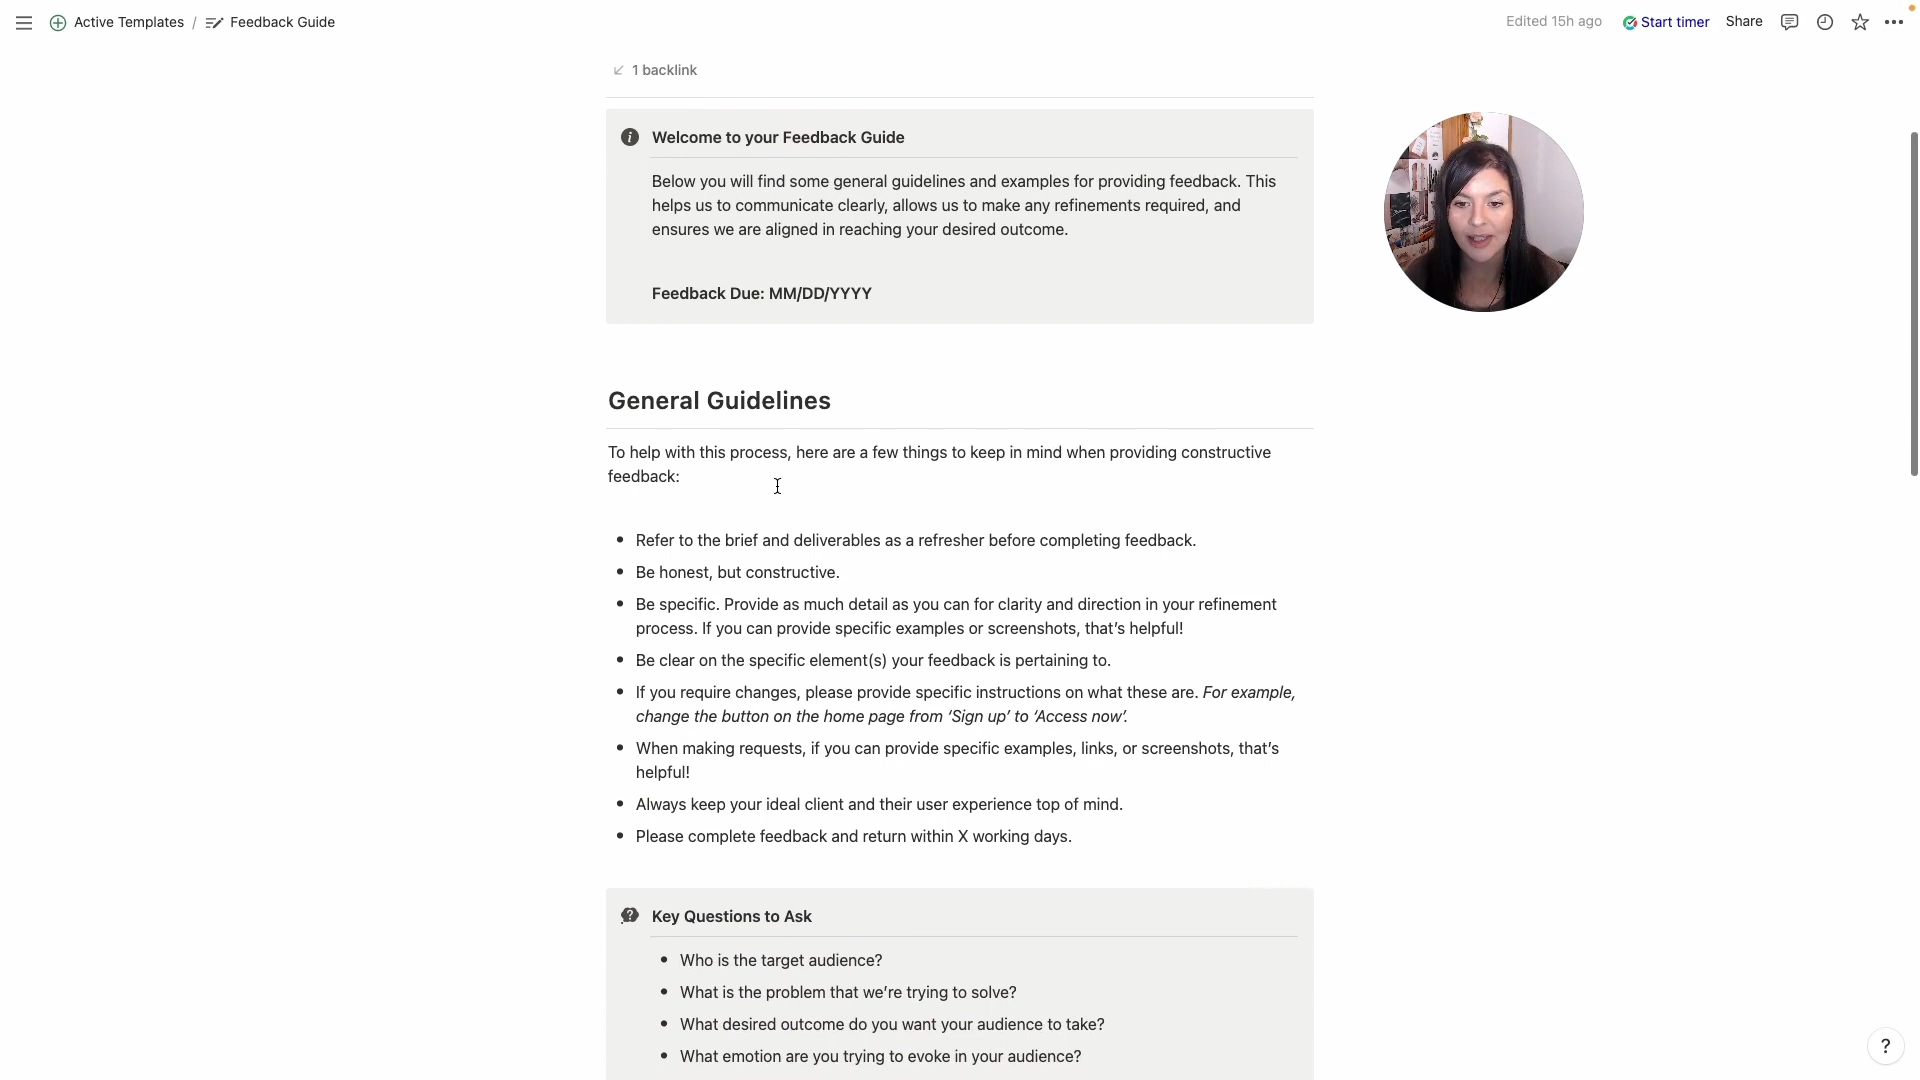 Active Templates / Feedback Guide
Edited 15h ago
Start timer
Share
1 backlink
Welcome to your Feedback Guide
Below you will find some general guidelines and examples for providing feedback. This
helps us to communicate clearly, allows us to make any refinements required, and
ensures we are aligned in reaching your desired outcome.
Feedback Due: MM/DD/YYYY
General Guidelines
To help with this process, here are a few things to keep in mind when providing constructive
feedback:
• Refer to the brief and deliverables as a refresher before completing feedback.
• Be honest, but constructive.
• Be specific. Provide as much detail as you can for clarity and direction in your refinement
process. If you can provide specific examples or screenshots, that’s helpful!
• Be clear on the specific element(s) your feedback is pertaining to.
• If you require changes, please provide specific instructions on what these are. For example,
change the button on the home page from ‘Sign up’ to ‘Access now’.
• When making requests, if you can provide specific examples, links, or screenshots, that’s
helpful!
• Always keep your ideal client and their user experience top of mind.
• Please complete feedback and return within X working days.
Key Questions to Ask
• Who is the target audience?
• What is the problem that we’re trying to solve?
• What desired outcome do you want your audience to take?
• What emotion are you trying to evoke in your audience?
?